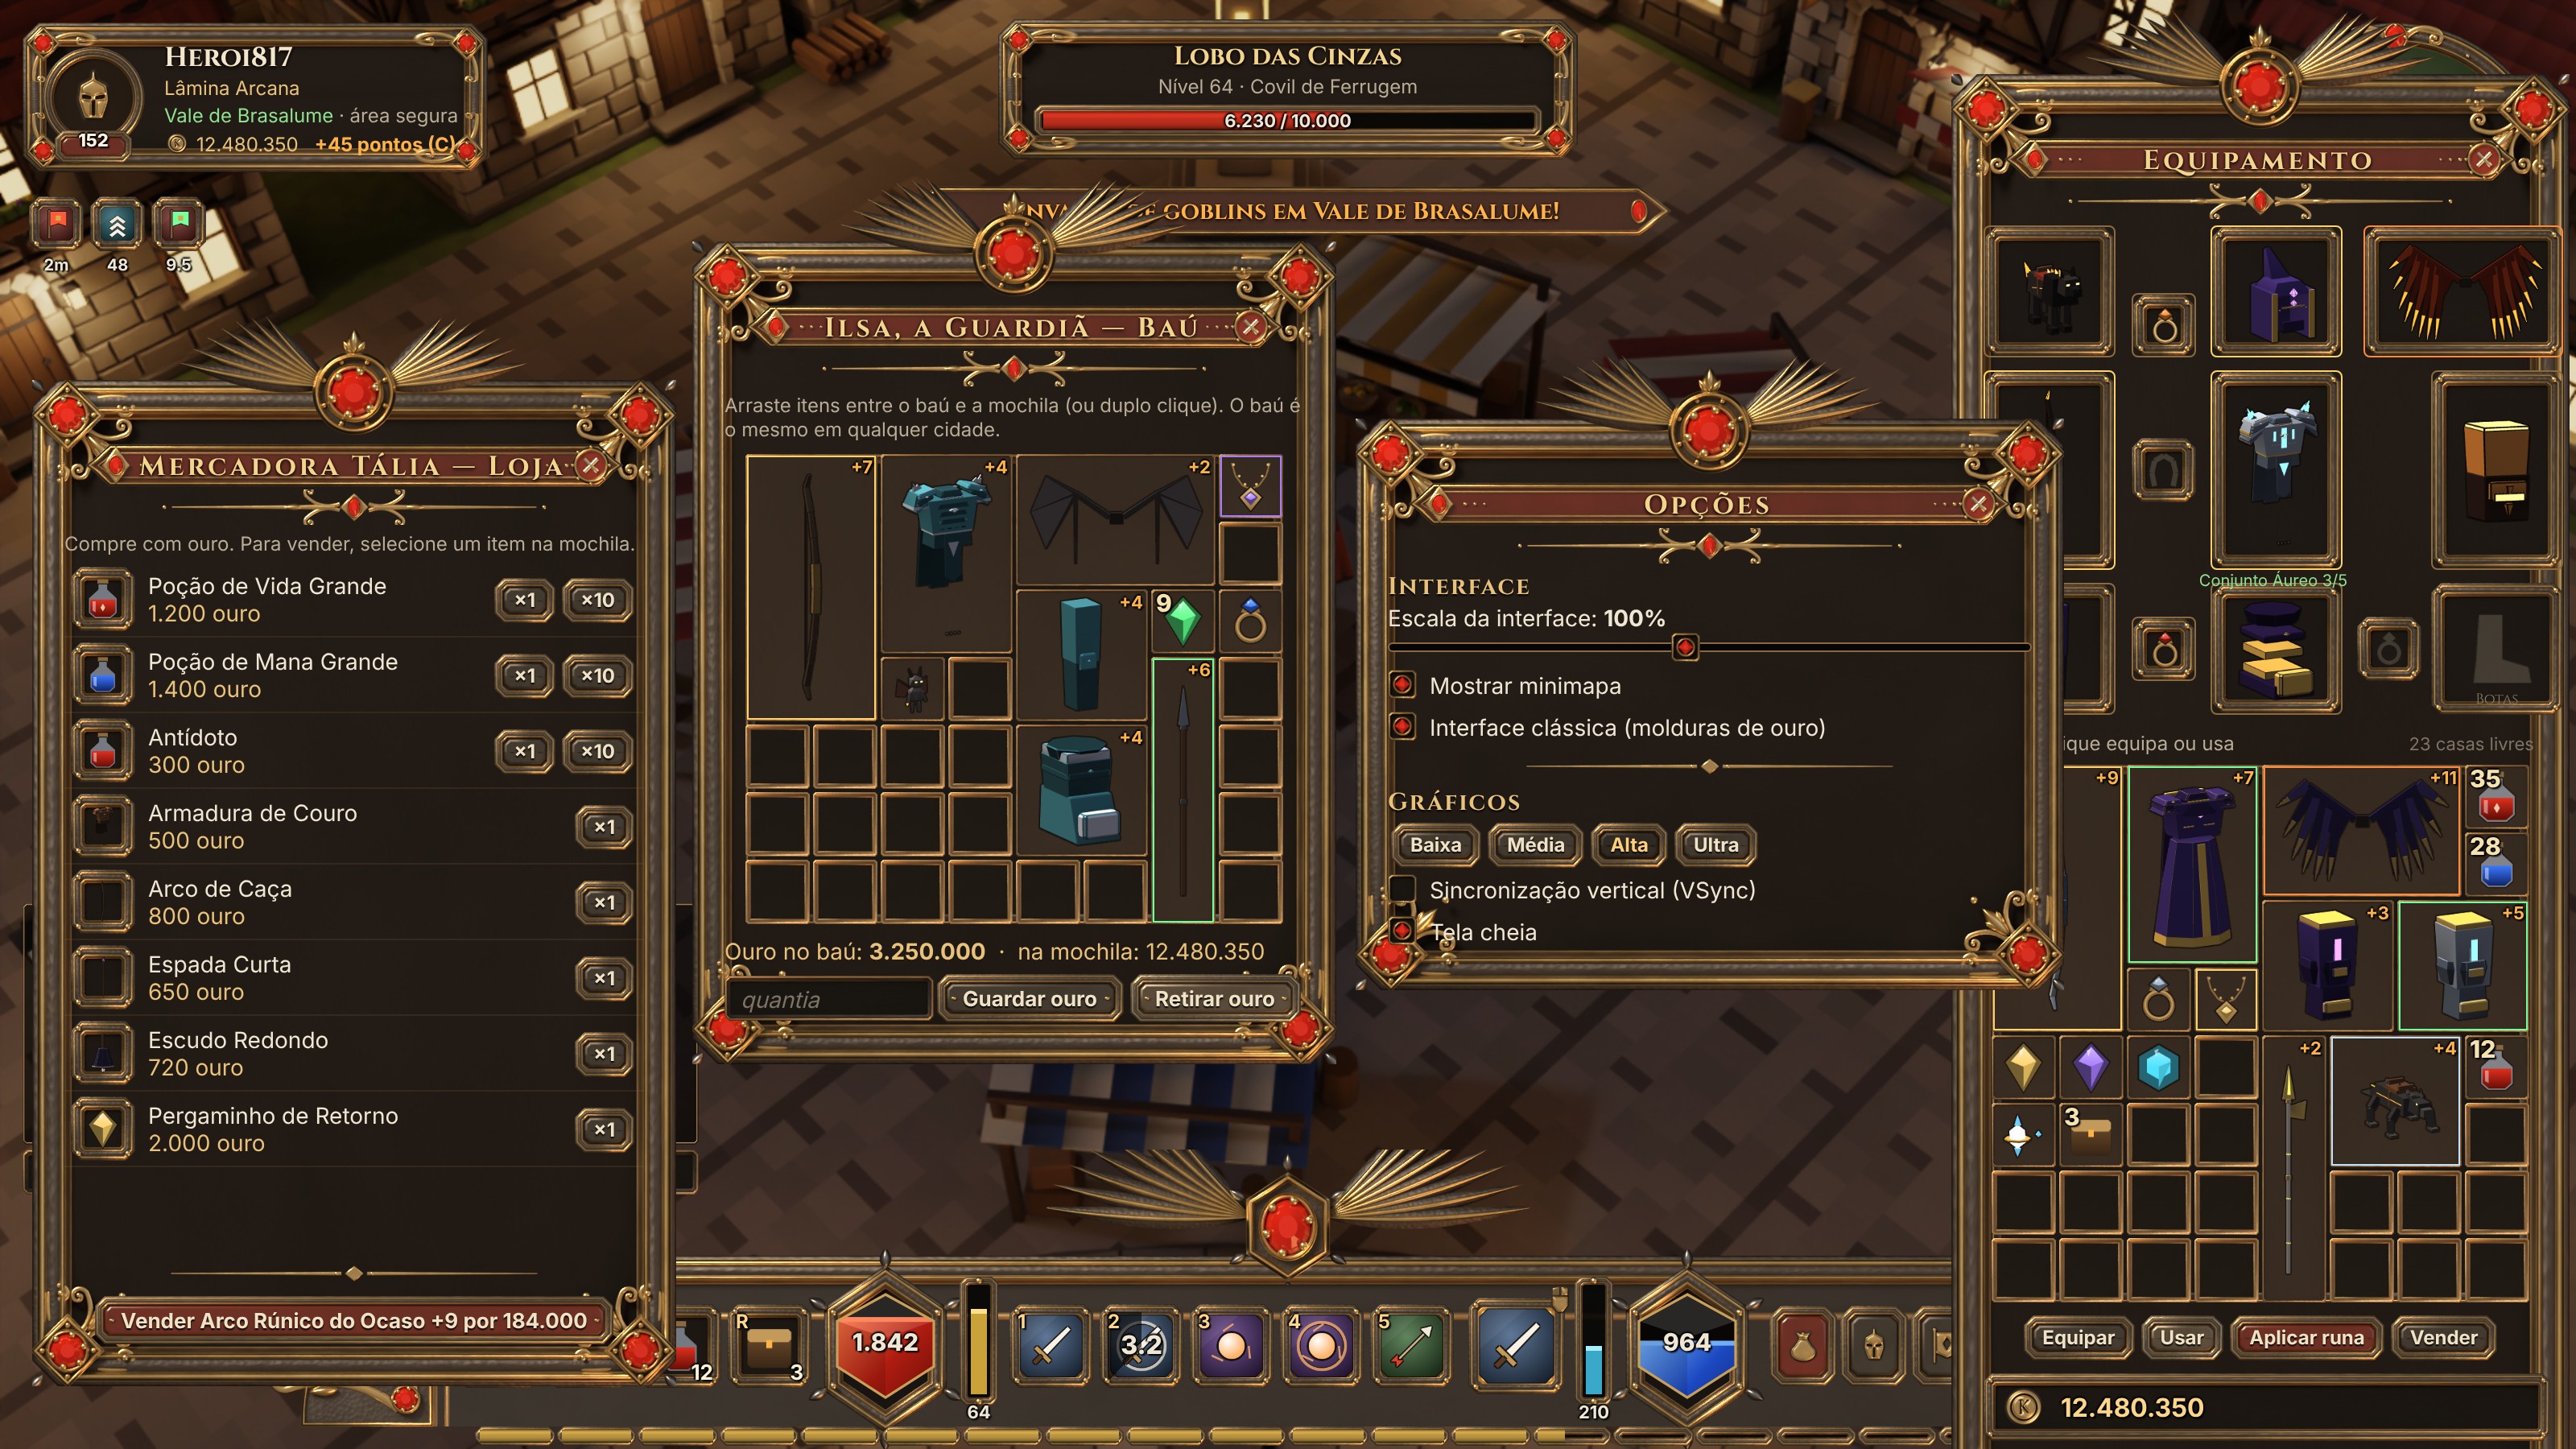 Heroi817
Lâmina Arcana
Vale de Brasalume · área segura
152
12.480.350 +45 pontos (C)
2m
48
9.5
Lobo das Cinzas
Nível 64 · Covil de Ferrugem
6.230 / 10.000
goblins em Vale de Brasalume!
Mercadora Tália — Loja
Compre com ouro. Para vender, selecione um item na mochila.
Poção de Vida Grande
1.200 ouro
×1
×10
Poção de Mana Grande
1.400 ouro
×1
×10
Antídoto
300 ouro
×1
×10
Armadura de Couro
500 ouro
×1
Arco de Caça
800 ouro
×1
Espada Curta
650 ouro
×1
Escudo Redondo
720 ouro
×1
Pergaminho de Retorno
2.000 ouro
×1
Vender Arco Rúnico do Ocaso +9 por 184.000
Ilsa, a Guardiã — Baú
Arraste itens entre o baú e a mochila (ou duplo clique). O baú é
o mesmo em qualquer cidade.
+7
+4
+2
+4
9
+6
+4
Ouro no baú: 3.250.000 · na mochila: 12.480.350
quantia
Guardar ouro
Retirar ouro
Opções
Interface
Escala da interface: 100%
Mostrar minimapa
Interface clássica (molduras de ouro)
Gráficos
Baixa
Média
Alta
Ultra
Sincronização vertical (VSync)
Tela cheia
Equipamento
Conjunto Áureo 3/5
Botas
ique equipa ou usa
23 casas livres
+9
+7
+11
35
28
+3
+5
+2
+4
12
3
Equipar
Usar
Aplicar runa
Vender
12.480.350
12
R
3
1.842
64
1
2
3.2
3
4
5
210
964